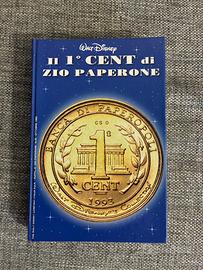 WALT DISNEY
Il 1° CENT di
ZIO PAPERONE
BANCA DI PAPEROPOLI
1
CENT
1993